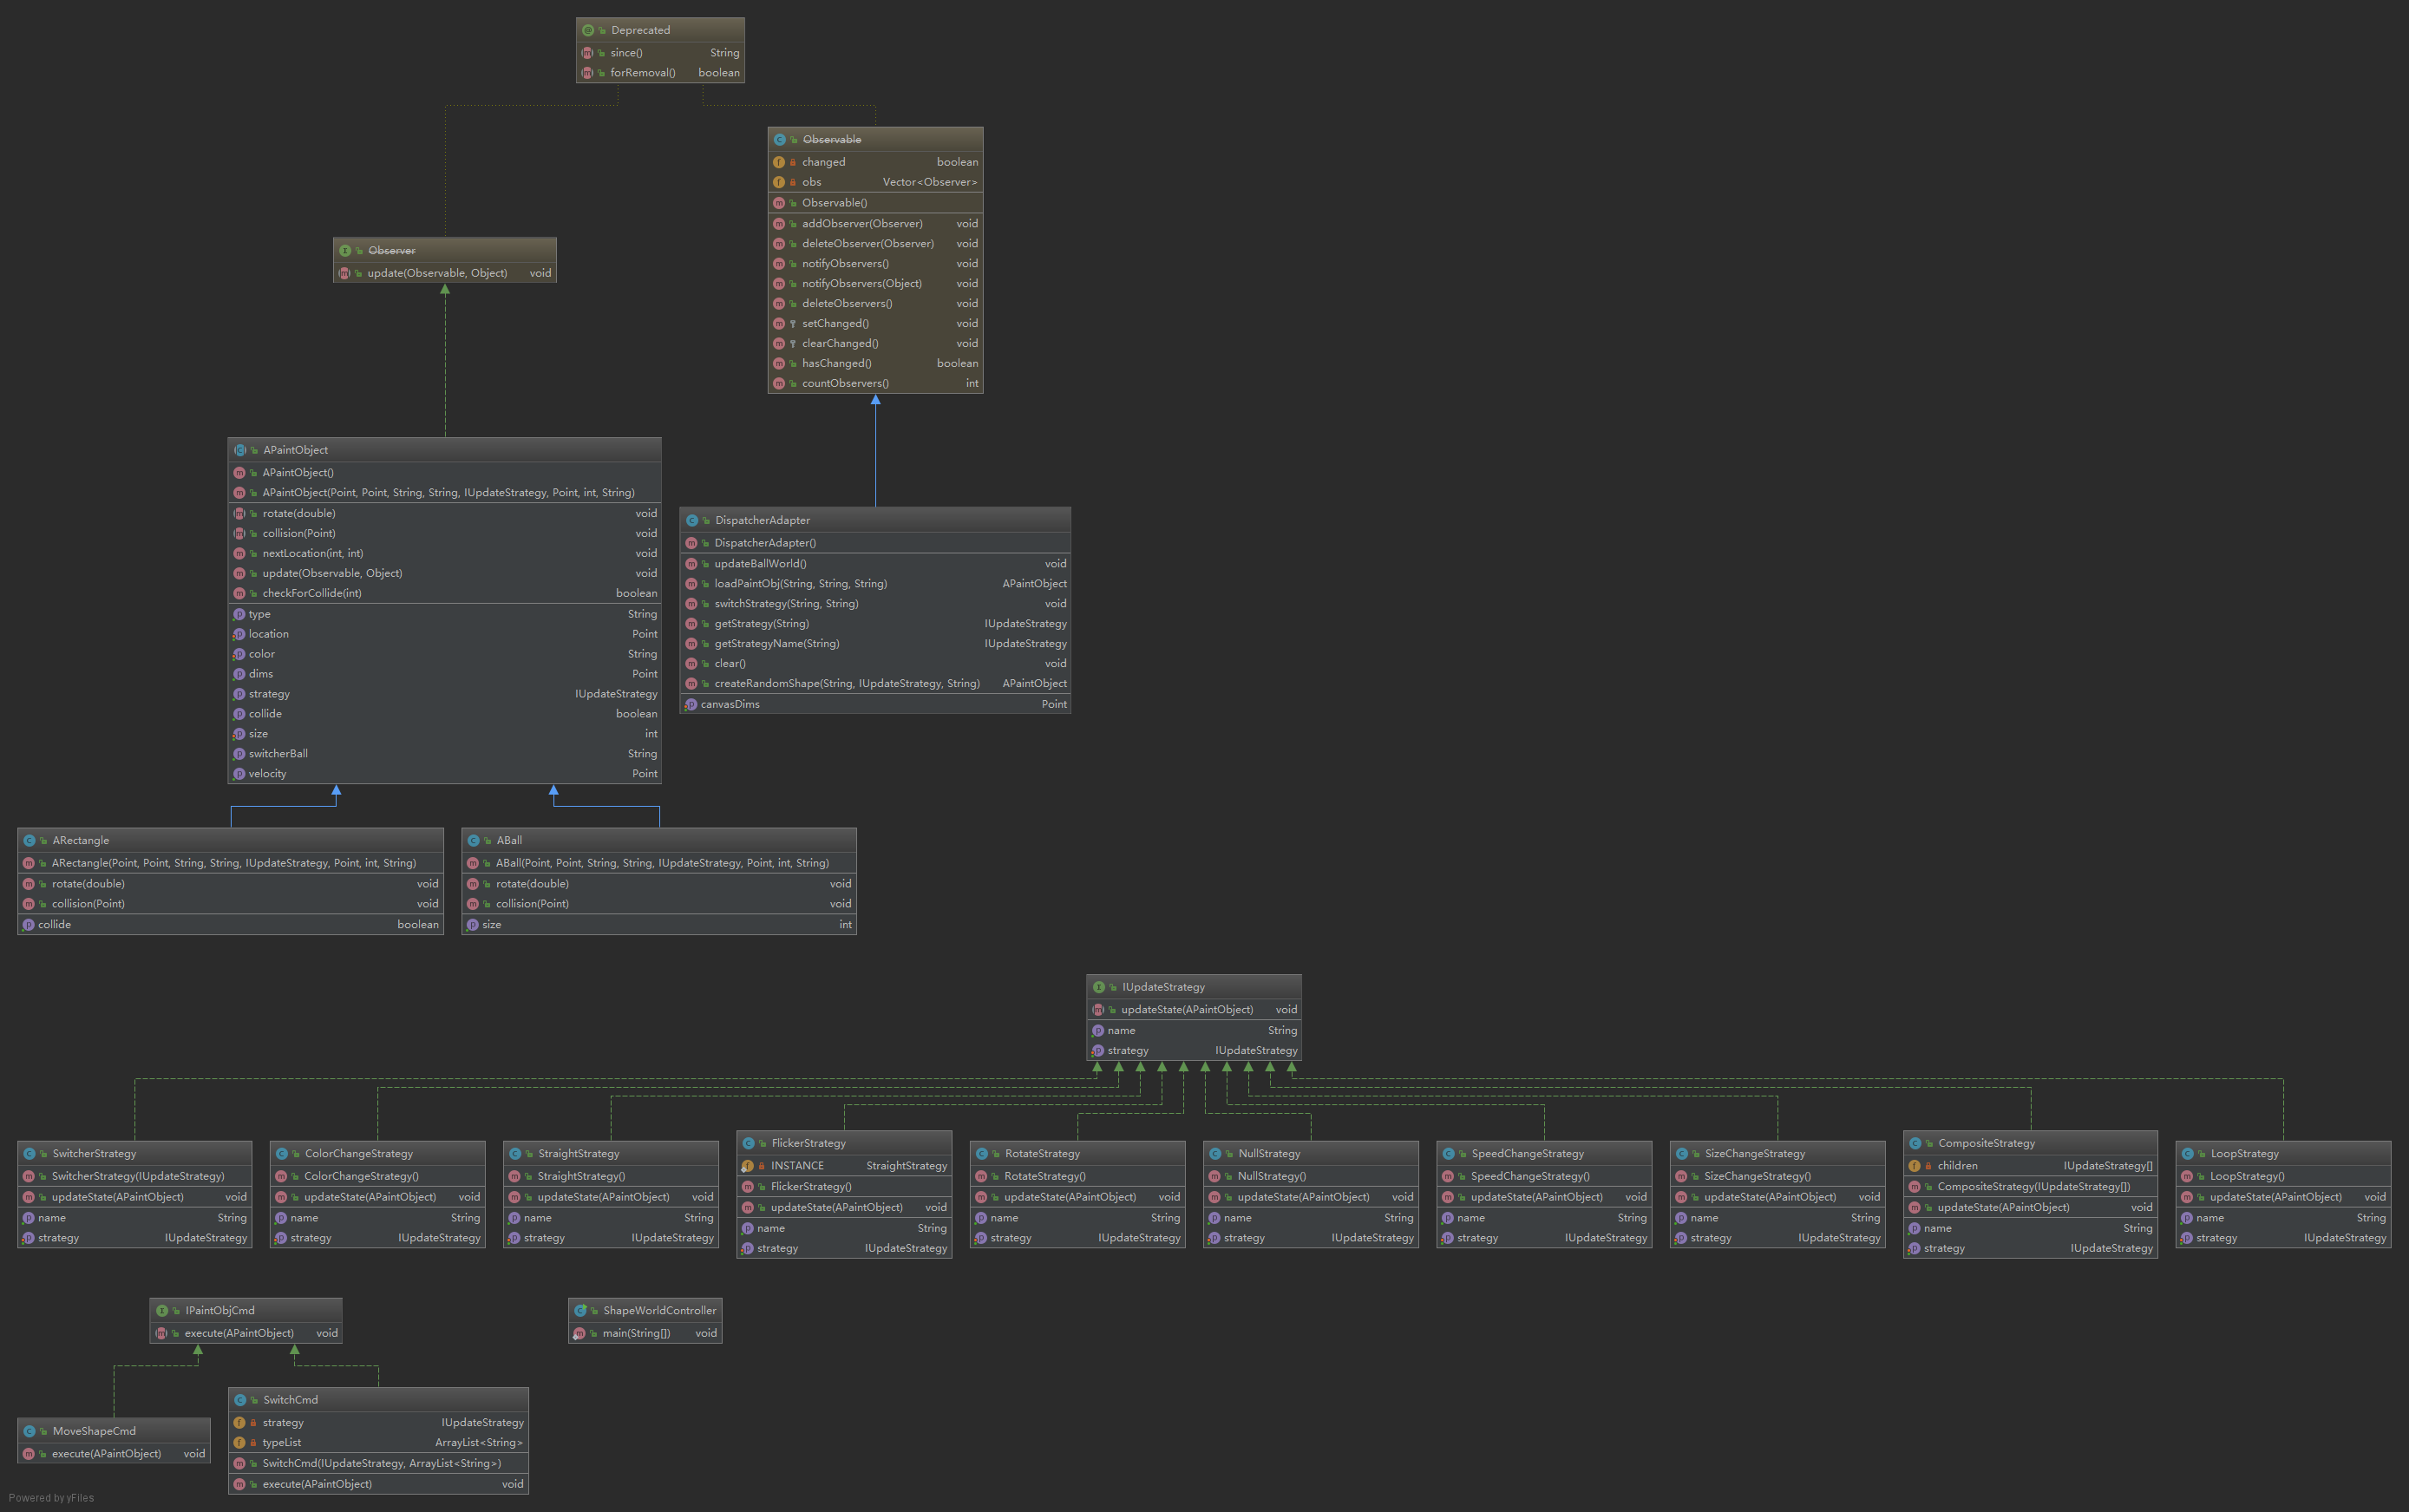 Deprecated
since() String
forRemoval() boolean
Observable
changed boolean
obs Vector<Observer>
Observable()
addObserver(Observer) void
deleteObserver(Observer) void
notifyObservers() void
notifyObservers(Object) void
deleteObservers() void
setChanged() void
clearChanged() void
hasChanged() boolean
countObservers() int
Observer
update(Observable, Object) void
APaintObject
APaintObject()
APaintObject(Point, Point, String, String, IUpdateStrategy, Point, int, String)
rotate(double) void
collision(Point) void
nextLocation(int, int) void
update(Observable, Object) void
checkForCollide(int) boolean
type String
location Point
color String
dims Point
strategy IUpdateStrategy
collide boolean
size int
switcherBall String
velocity Point
DispatcherAdapter
DispatcherAdapter()
updateBallWorld() void
loadPaintObj(String, String, String) APaintObject
switchStrategy(String, String) void
getStrategy(String) IUpdateStrategy
getStrategyName(String) IUpdateStrategy
clear() void
createRandomShape(String, IUpdateStrategy, String) APaintObject
canvasDims Point
ARectangle
ARectangle(Point, Point, String, String, IUpdateStrategy, Point, int, String)
rotate(double) void
collision(Point) void
collide boolean
ABall
ABall(Point, Point, String, String, IUpdateStrategy, Point, int, String)
rotate(double) void
collision(Point) void
size int
IUpdateStrategy
updateState(APaintObject) void
name String
strategy IUpdateStrategy
SwitcherStrategy
SwitcherStrategy(IUpdateStrategy)
updateState(APaintObject) void
name String
strategy IUpdateStrategy
ColorChangeStrategy
ColorChangeStrategy()
updateState(APaintObject) void
name String
strategy IUpdateStrategy
StraightStrategy
StraightStrategy()
updateState(APaintObject) void
name String
strategy IUpdateStrategy
FlickerStrategy
INSTANCE StraightStrategy
FlickerStrategy()
updateState(APaintObject) void
name String
strategy IUpdateStrategy
RotateStrategy
RotateStrategy()
updateState(APaintObject) void
name String
strategy IUpdateStrategy
NullStrategy
NullStrategy()
updateState(APaintObject) void
name String
strategy IUpdateStrategy
SpeedChangeStrategy
SpeedChangeStrategy()
updateState(APaintObject) void
name String
strategy IUpdateStrategy
SizeChangeStrategy
SizeChangeStrategy()
updateState(APaintObject) void
name String
strategy IUpdateStrategy
CompositeStrategy
children IUpdateStrategy[]
CompositeStrategy(IUpdateStrategy[])
updateState(APaintObject) void
name String
strategy IUpdateStrategy
LoopStrategy
LoopStrategy()
updateState(APaintObject) void
name String
strategy IUpdateStrategy
IPaintObjCmd
execute(APaintObject) void
ShapeWorldController
main(String[]) void
MoveShapeCmd
execute(APaintObject) void
SwitchCmd
strategy IUpdateStrategy
typeList ArrayList<String>
SwitchCmd(IUpdateStrategy, ArrayList<String>)
execute(APaintObject) void
Powered by yFiles